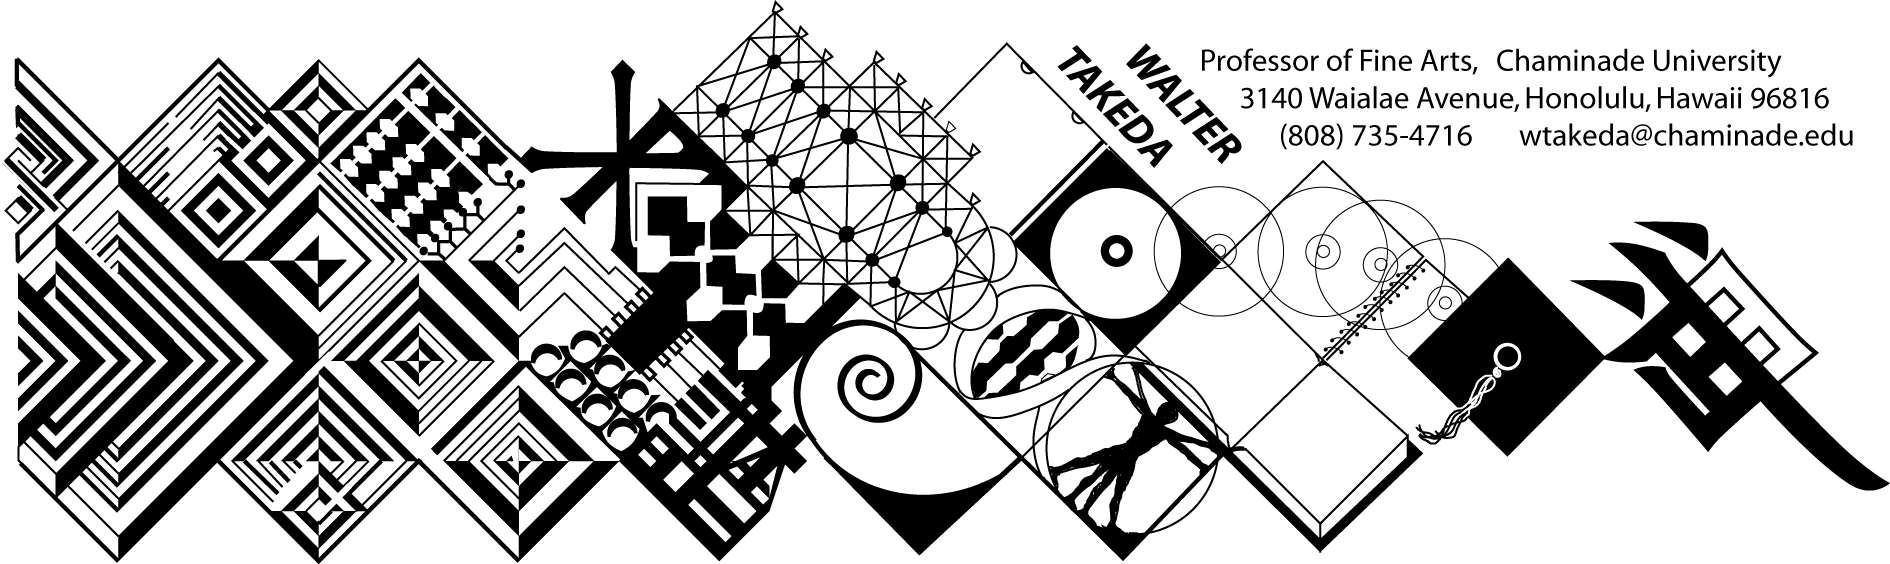 WALTER
TAKEDA
Professor of Fine Arts, Chaminade University
3140 Waialae Avenue, Honolulu, Hawaii 96816
(808) 735-4716 wtakeda@chaminade.edu